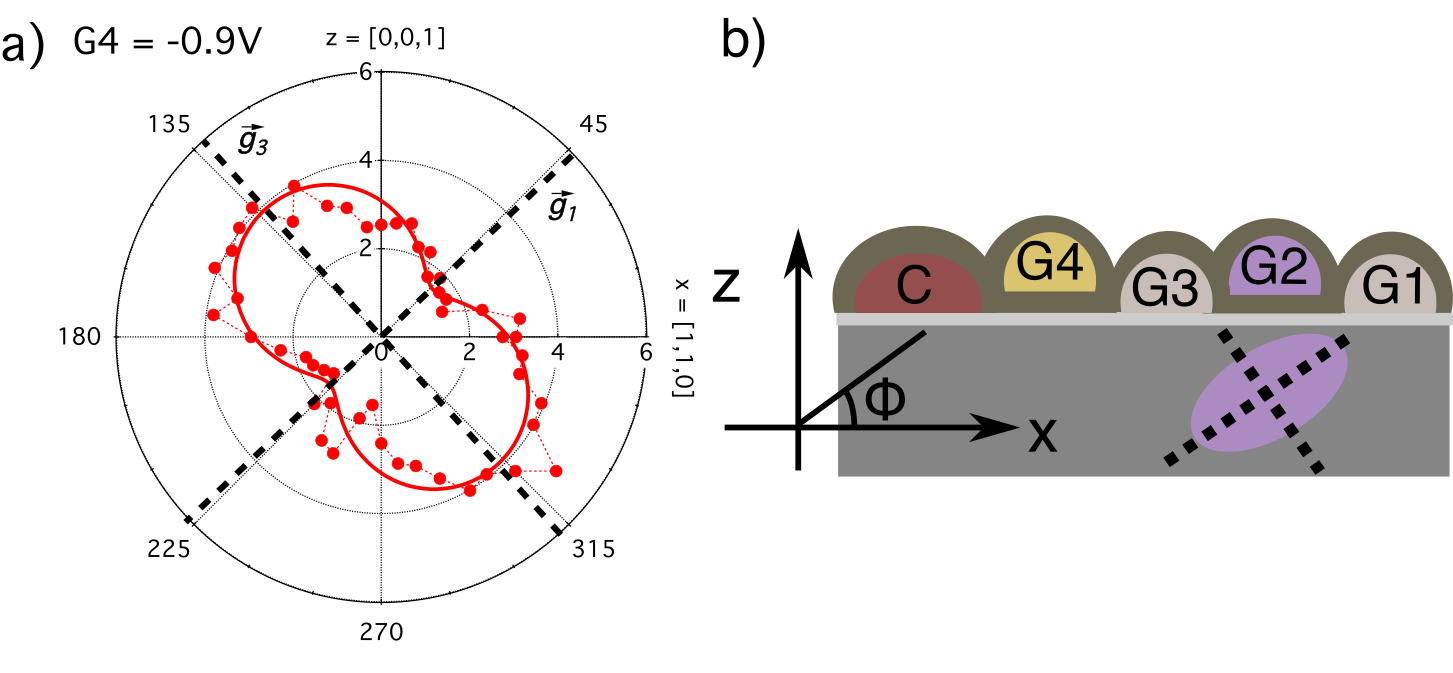 a) G4 = -0.9V
z = [0,0,1]
6
135
45
g3
g1
4
2
x = [1,1,0]
180
0
2
4
6
225
315
270
b)
z
C
G4
G3
G2
G1
Φ
x